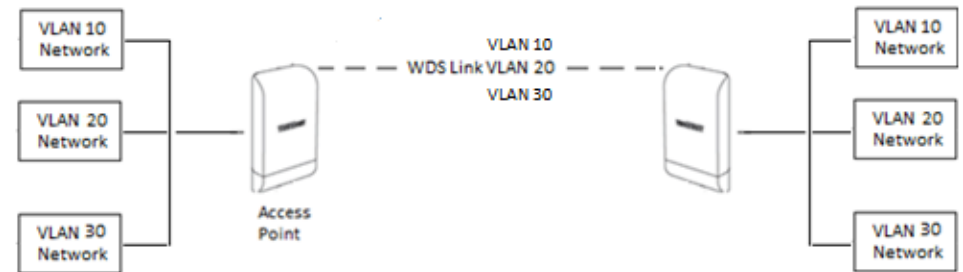 VLAN 10
Network
VLAN 20
Network
VLAN 30
Network
Access
Point
VLAN 10
WDS Link VLAN 20
VLAN 30
VLAN 10
Network
VLAN 20
Network
VLAN 30
Network